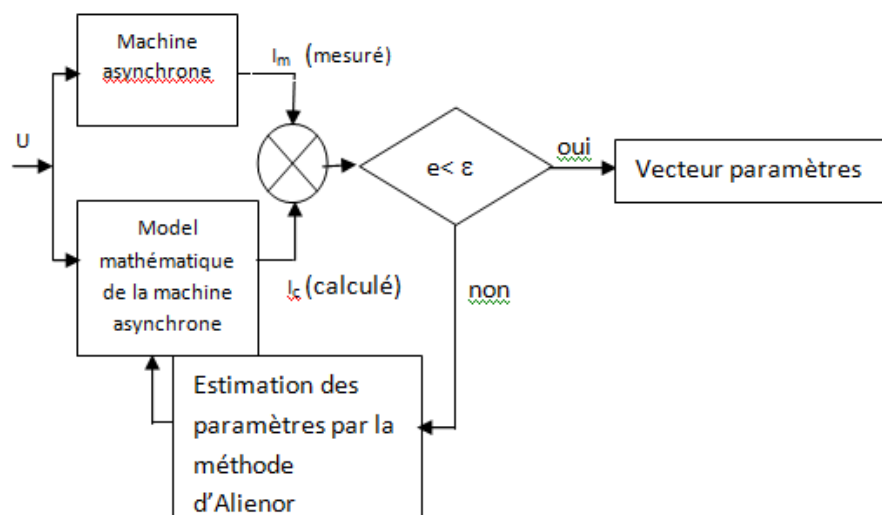 Machine
asynchrone
Im (mesuré)
U
oui
e< ε
Vecteur paramètres
Model
mathématique
de la machine
asynchrone
Ic (calculé)
non
Estimation des
paramètres par la
méthode
d'Alienor